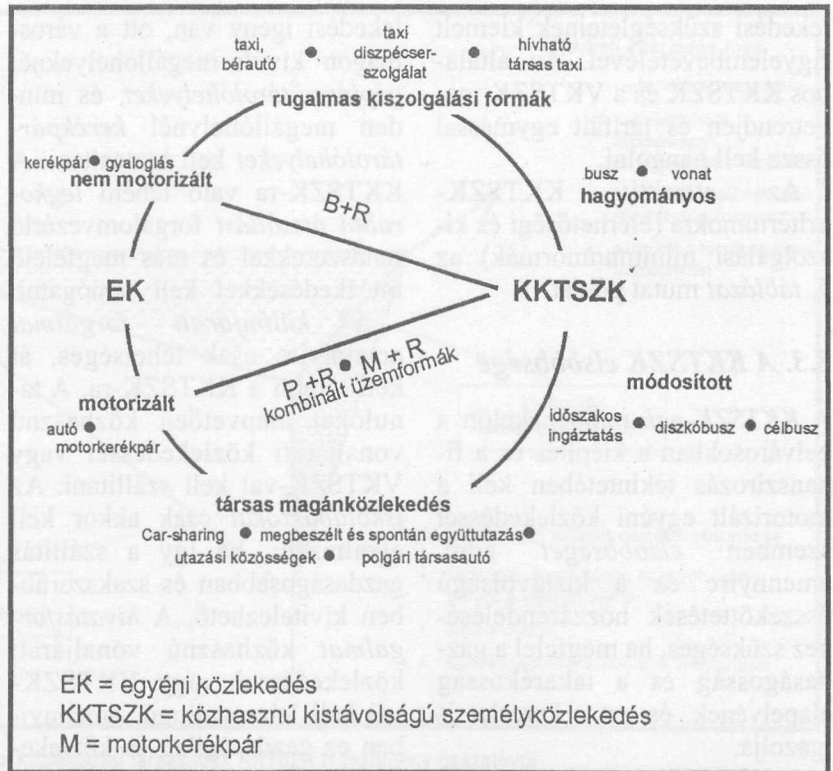 taxi
taxi, ● diszpécser- ● hívható
bérautó szolgálat társas taxi
rugalmas kiszolgálási formák
kerékpár ● gyaloglás
nem motorizált
busz ● vonat
hagyományos
B+R
EK
KKTSZK
P+R ● M + R
kombinált üzemformák
motorizált
autó ●
motorkerékpár
módosított
időszakos ● diszkóbusz ● célbusz
ingáztatás
társas magánközlekedés
Car-sharing ● megbeszélt és spontán együttutazás ●
utazási közösségek ● polgári társasautó
EK = egyéni közlekedés
KKTSZK = közhasznú kistávolságú személyközlekedés
M = motorkerékpár